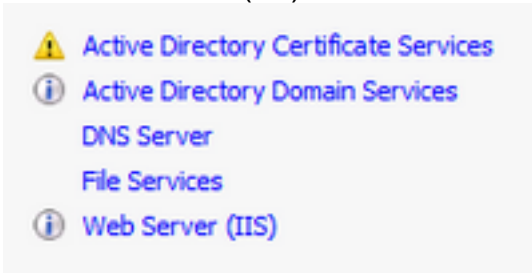 Active Directory Certificate Services
Active Directory Domain Services
DNS Server
File Services
Web Server (IIS)